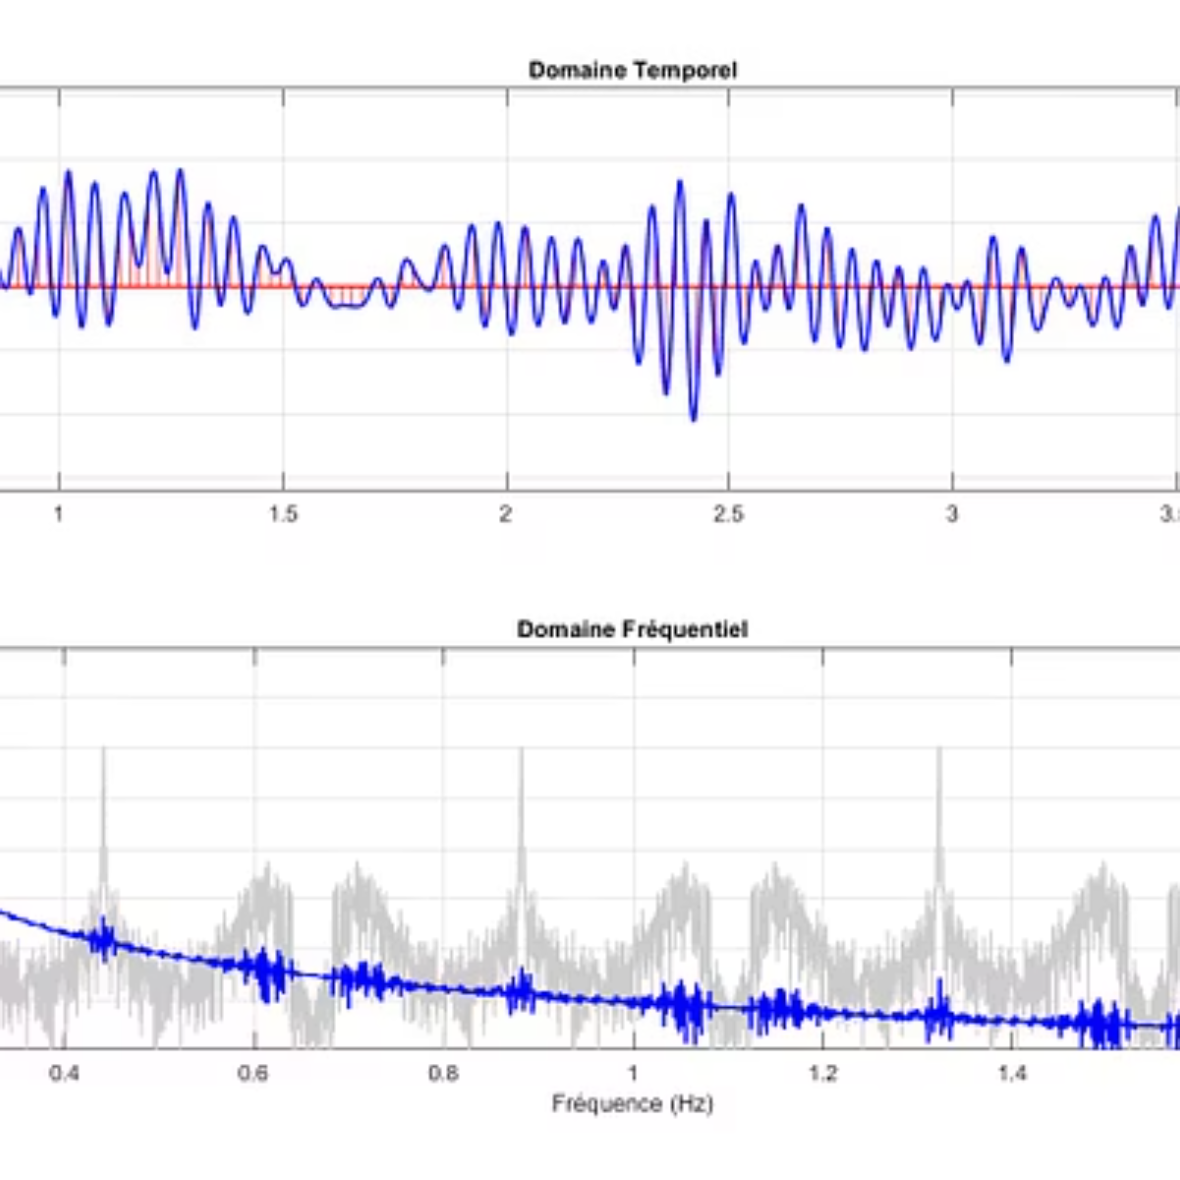 Domaine Temporel
1 1.5 2 2.5 3 3.
Domaine Fréquentiel
0.4 0.6 0.8 1 1.2 1.4
Fréquence (Hz)